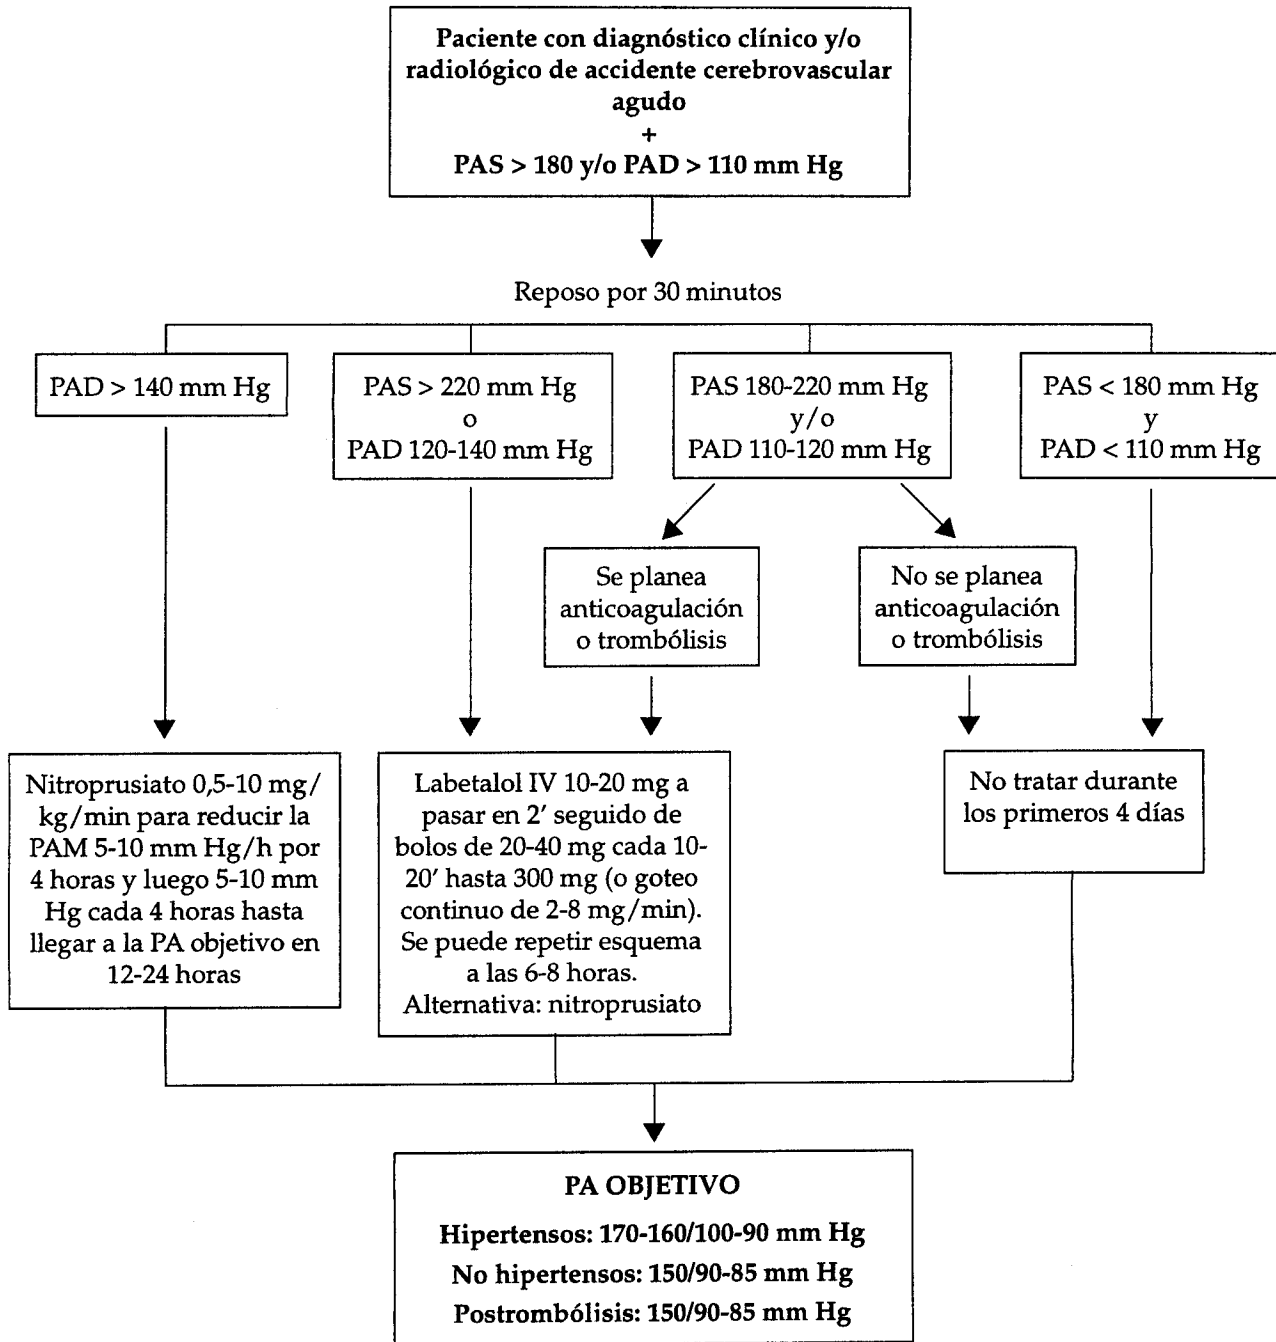 Paciente con diagnóstico clínico y/o
radiológico de accidente cerebrovascular
agudo
+
PAS > 180 y/o PAD > 110 mm Hg
Reposo por 30 minutos
PAD > 140 mm Hg
PAS > 220 mm Hg
o
PAD 120-140 mm Hg
PAS 180-220 mm Hg
y/o
PAD 110-120 mm Hg
PAS < 180 mm Hg
y
PAD < 110 mm Hg
Se planea
anticoagulación
o trombólisis
No se planea
anticoagulación
o trombólisis
Nitroprusiato 0,5-10 mg/
kg/min para reducir la
PAM 5-10 mm Hg/h por
4 horas y luego 5-10 mm
Hg cada 4 horas hasta
llegar a la PA objetivo en
12-24 horas
Labetalol IV 10-20 mg a
pasar en 2' seguido de
bolos de 20-40 mg cada 10-
20' hasta 300 mg (o goteo
continuo de 2-8 mg/min).
Se puede repetir esquema
a las 6-8 horas.
Alternativa: nitroprusiato
No tratar durante
los primeros 4 días
PA OBJETIVO
Hipertensos: 170-160/100-90 mm Hg
No hipertensos: 150/90-85 mm Hg
Postrombólisis: 150/90-85 mm Hg